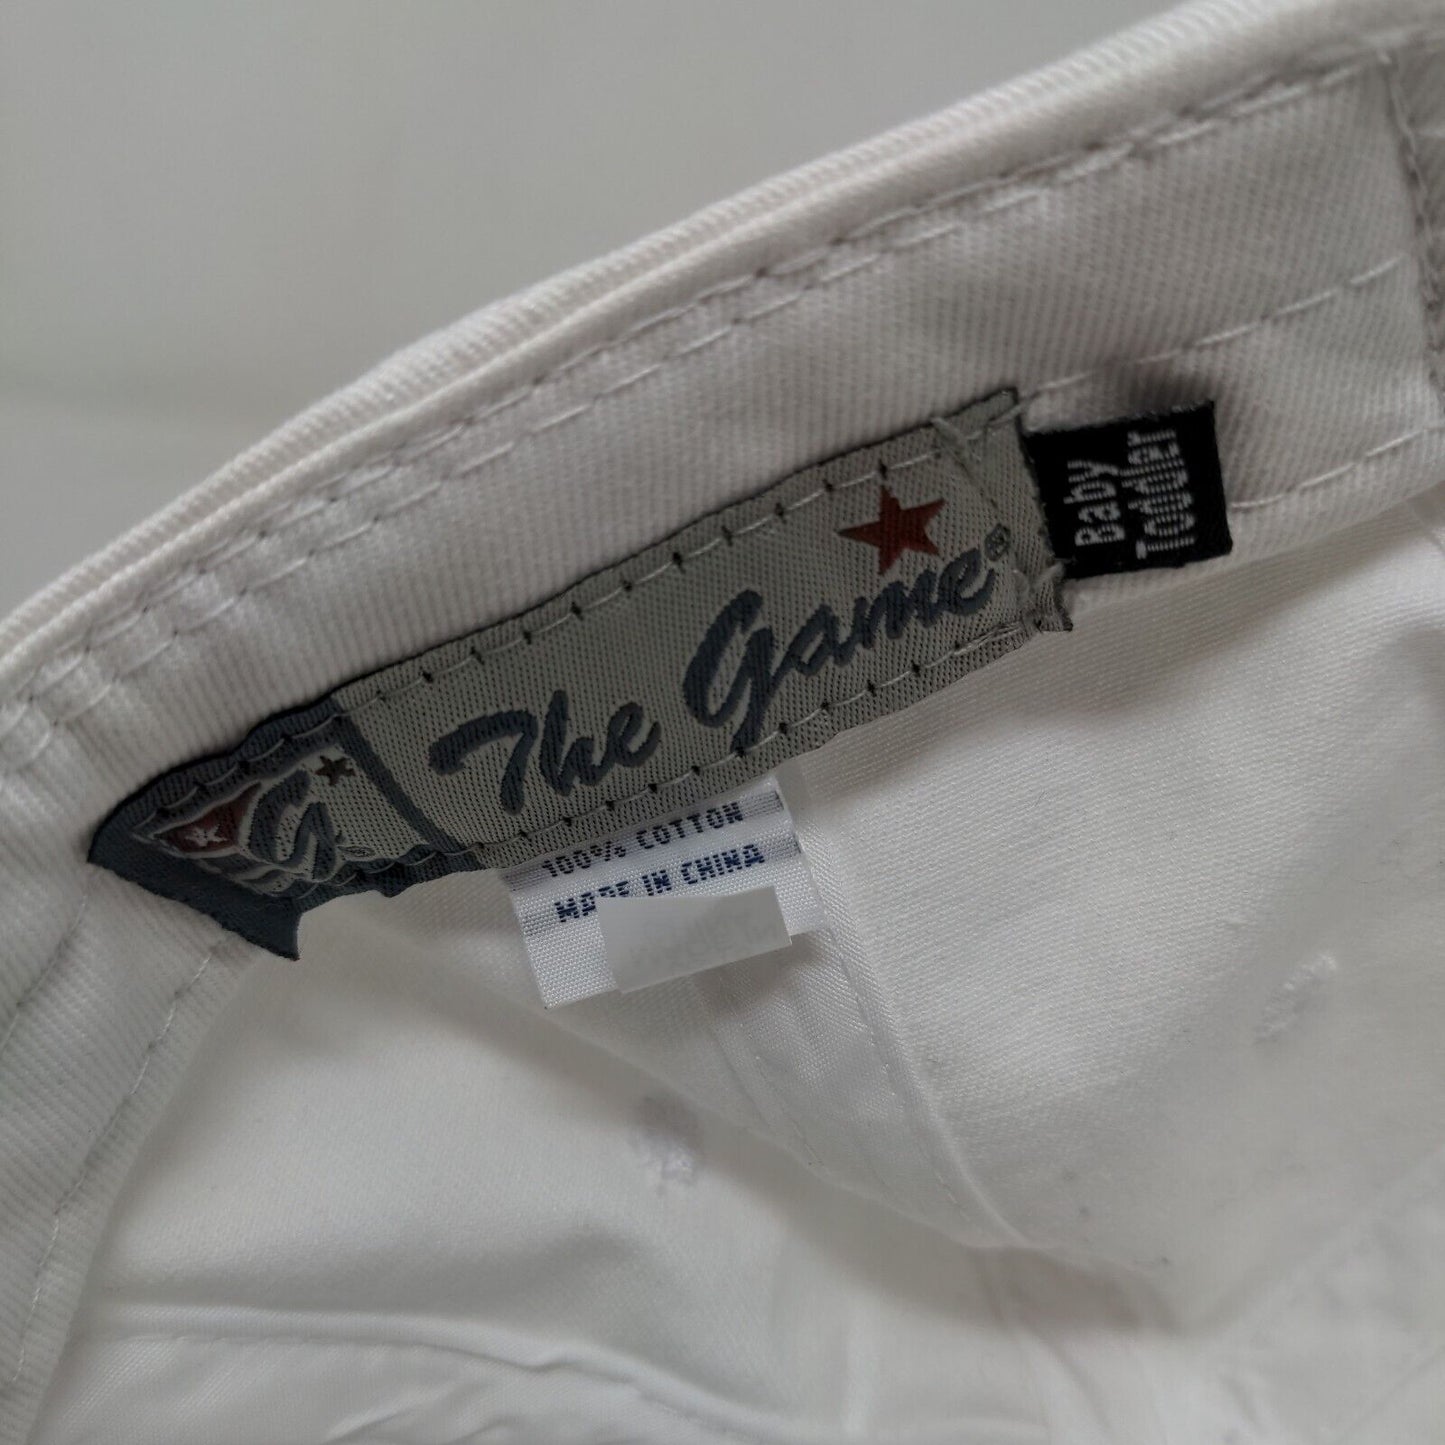 The Game®
G
Baby
Toddler
100% COTTON
MADE IN CHINA